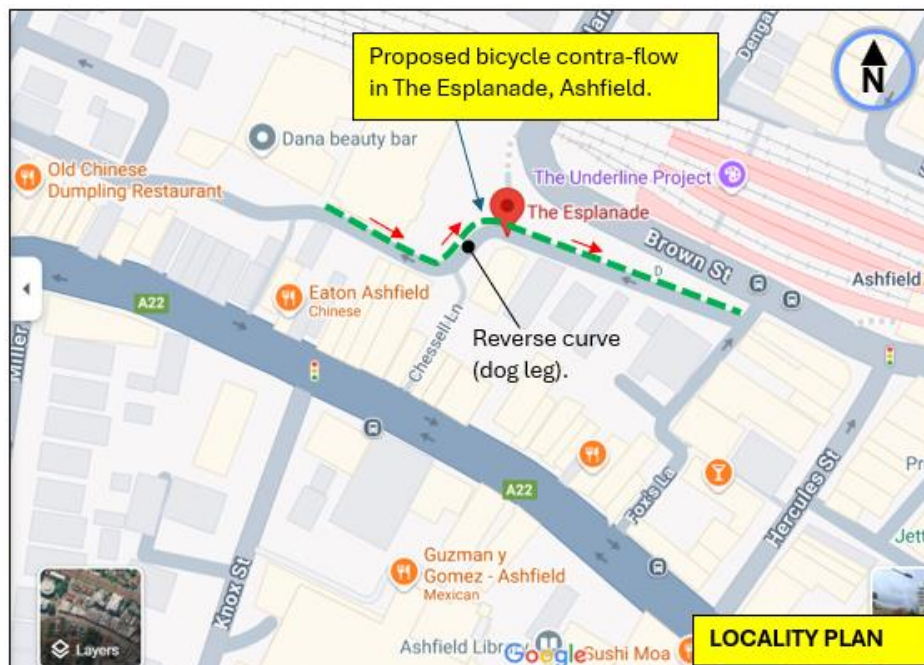 Proposed bicycle contra-flow
in The Esplanade, Ashfield.
N
Dana beauty bar
Old Chinese
Dumpling Restaurant
The Underline Project
The Esplanade
Brown St
D
Ashfield
A22
Eaton Ashfield
Chinese
Chessell Ln
Reverse curve
(dog leg).
Miller
A22
Fox's La
Hercules St
Knox St
Guzman y
Gomez - Ashfield
Mexican
Layers
Ashfield Library
Google
Sushi Moa
LOCALITY PLAN